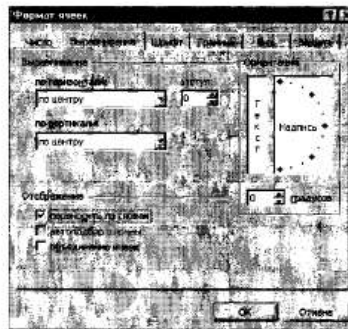 Формат ячеек
Число Выравнивание Шрифт Граница Вид Защита
Выравнивание
по горизонтали: отступ:
по центру 0
по вертикали:
по центру
Ориентация
Текст
Надпись
0 градусов
Отображение
переносить по словам
автоподбор ширины
объединение ячеек
OK Отмена